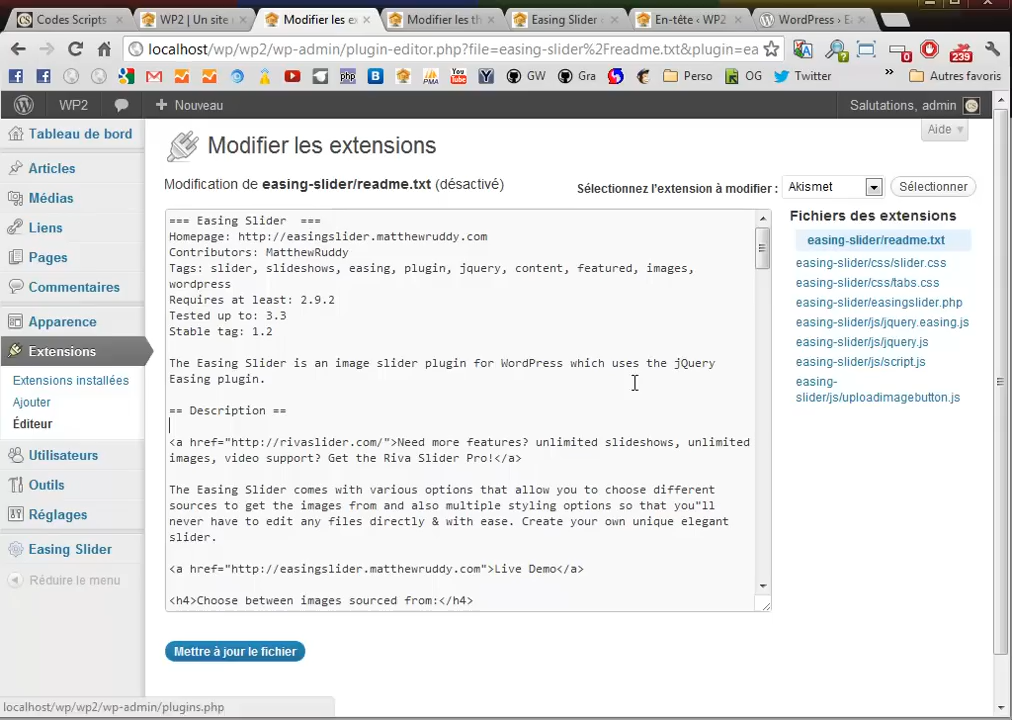 Codes Scripts
WP2 | Un site
Modifier les e
Modifier les th
Easing Slider
En-tête ‹ WP2
WordPress › E
localhost/wp/wp2/wp-admin/plugin-editor.php?file=easing-slider%2Freadme.txt&plugin=ea
0
239
GW
Gra
Perso
OG
Twitter
»
Autres favoris
WP2
+ Nouveau
Salutations, admin
Tableau de bord
Articles
Médias
Liens
Pages
Commentaires
Apparence
Extensions
Extensions installées
Ajouter
Éditeur
Utilisateurs
Outils
Réglages
Easing Slider
Réduire le menu
Aide
Modifier les extensions
Modification de easing-slider/readme.txt (désactivé)
Sélectionnez l’extension à modifier :
Akismet
Sélectionner
=== Easing Slider ===
Homepage: http://easingslider.matthewruddy.com
Contributors: MatthewRuddy
Tags: slider, slideshows, easing, plugin, jquery, content, featured, images,
wordpress
Requires at least: 2.9.2
Tested up to: 3.3
Stable tag: 1.2
The Easing Slider is an image slider plugin for WordPress which uses the jQuery
Easing plugin.
== Description ==
<a href="http://rivaslider.com/">Need more features? unlimited slideshows, unlimited
images, video support? Get the Riva Slider Pro!</a>
The Easing Slider comes with various options that allow you to choose different
sources to get the images from and also multiple styling options so that you"ll
never have to edit any files directly & with ease. Create your own unique elegant
slider.
<a href="http://easingslider.matthewruddy.com">Live Demo</a>
<h4>Choose between images sourced from:</h4>
Fichiers des extensions
easing-slider/readme.txt
easing-slider/css/slider.css
easing-slider/css/tabs.css
easing-slider/easingslider.php
easing-slider/js/jquery.easing.js
easing-slider/js/jquery.js
easing-slider/js/script.js
easing-
slider/js/uploadimagebutton.js
Mettre à jour le fichier
localhost/wp/wp2/wp-admin/plugins.php